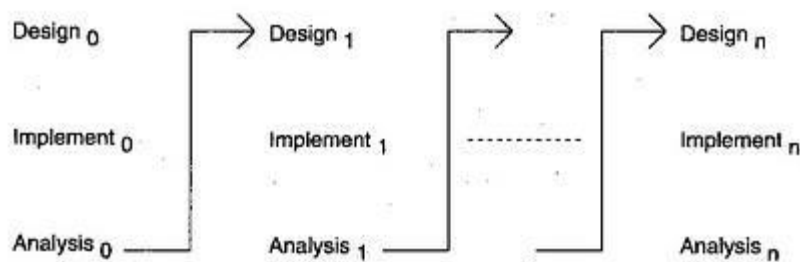 Design 0 Design 1 Design n
Implement 0 Implement 1 Implement n
Analysis 0 Analysis 1 Analysis n